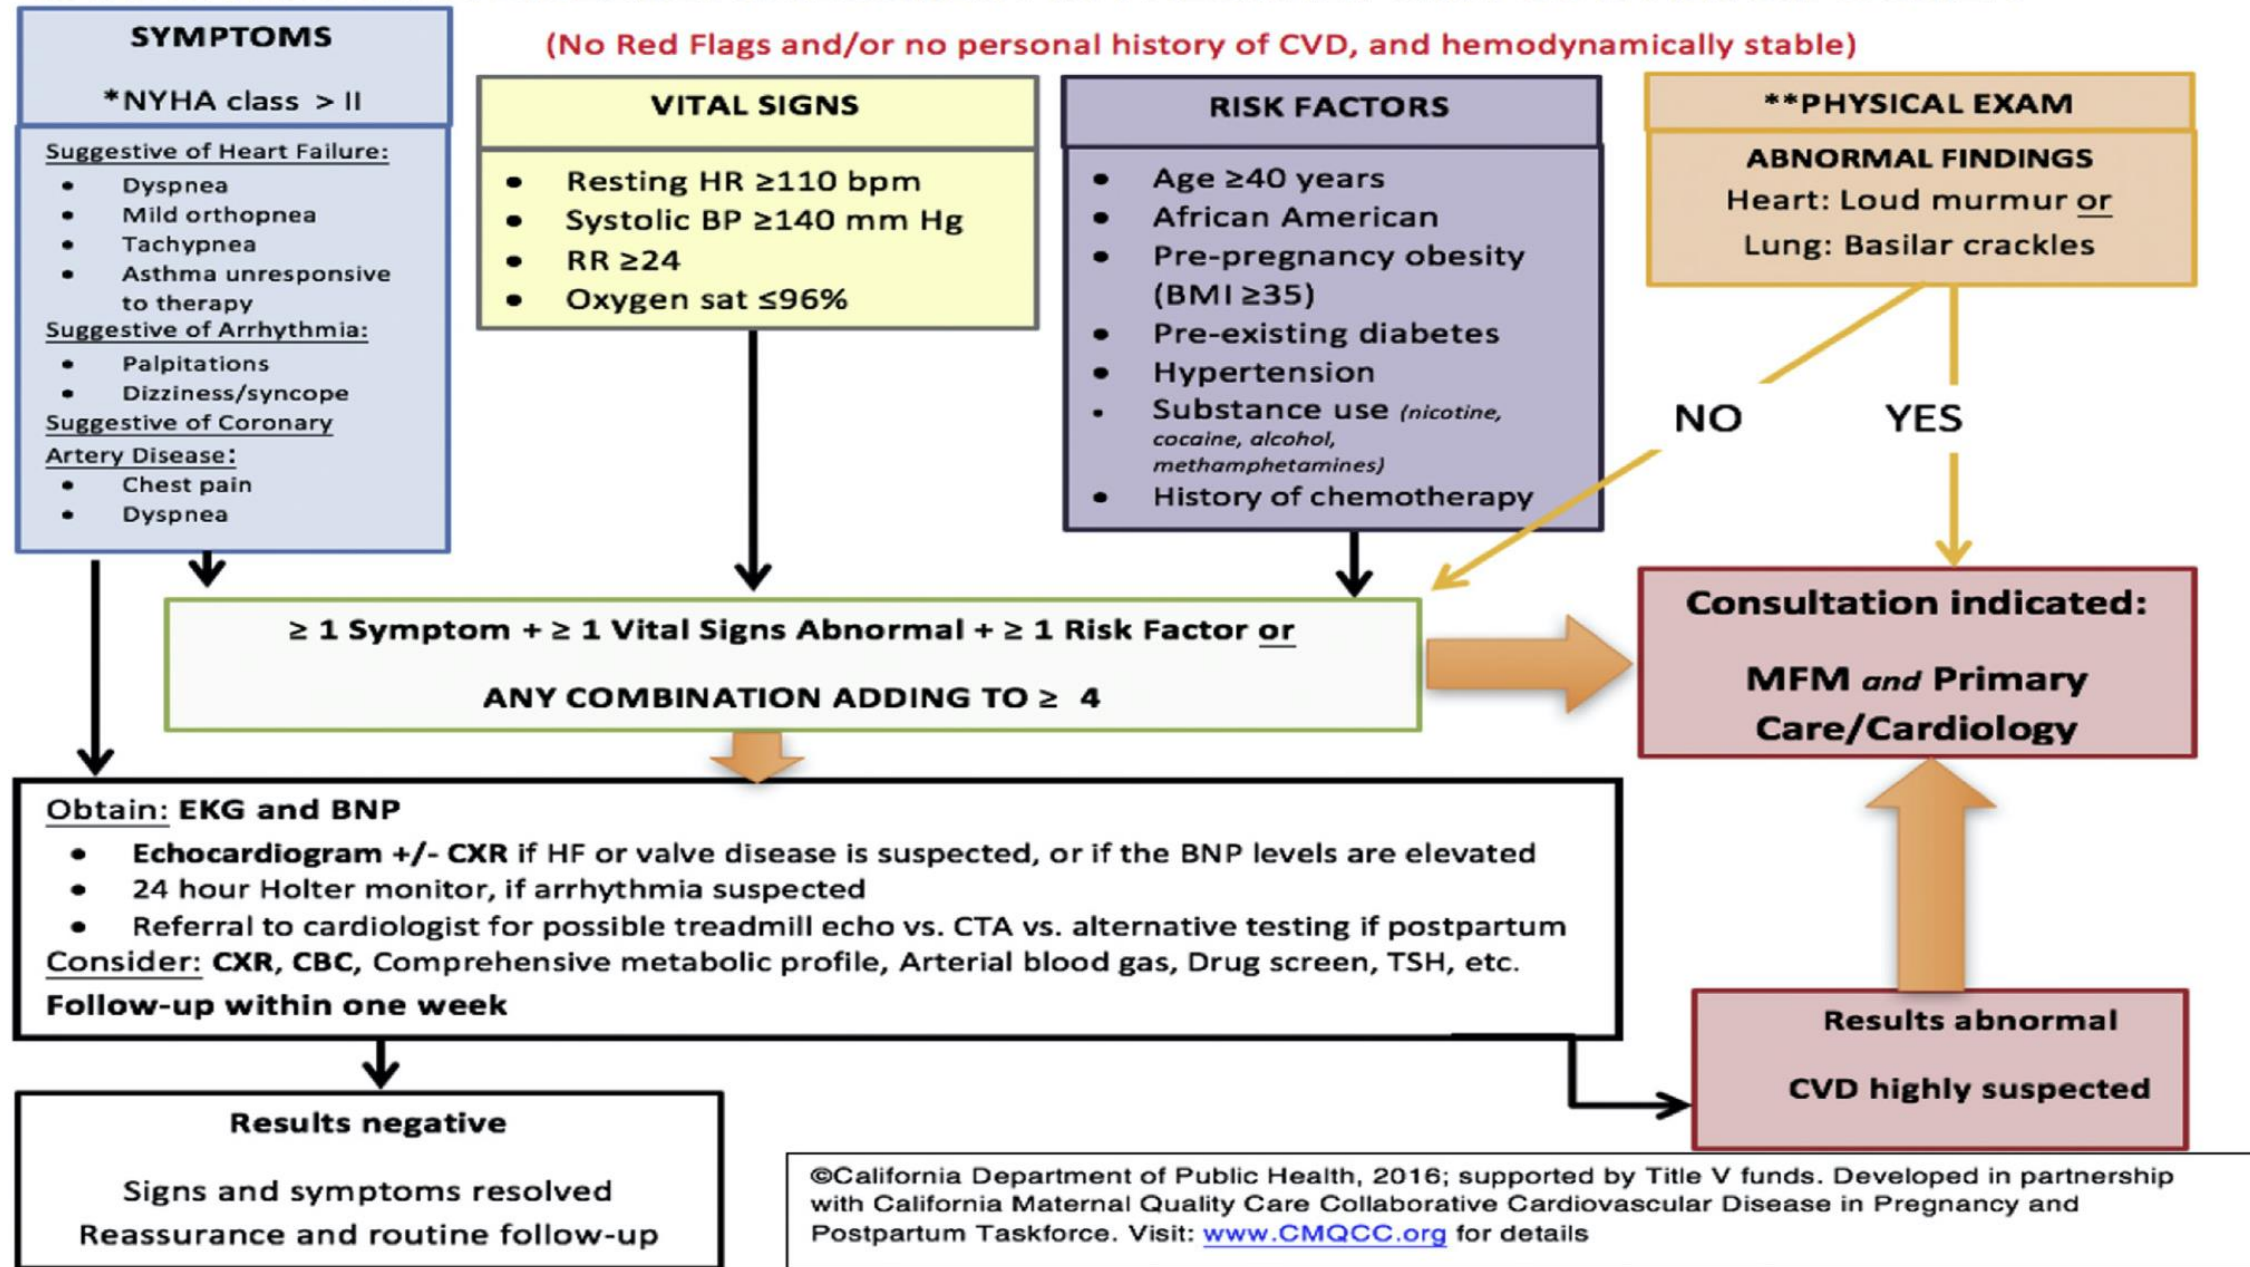 (No Red Flags and/or no personal history of CVD, and hemodynamically stable)
SYMPTOMS
*NYHA class > II
Suggestive of Heart Failure:
• Dyspnea
• Mild orthopnea
• Tachypnea
• Asthma unresponsive
to therapy
Suggestive of Arrhythmia:
• Palpitations
• Dizziness/syncope
Suggestive of Coronary
Artery Disease:
• Chest pain
• Dyspnea
VITAL SIGNS
• Resting HR ≥110 bpm
• Systolic BP ≥140 mm Hg
• RR ≥24
• Oxygen sat ≤96%
RISK FACTORS
• Age ≥40 years
• African American
• Pre-pregnancy obesity
(BMI ≥35)
• Pre-existing diabetes
• Hypertension
• Substance use (nicotine,
cocaine, alcohol,
methamphetamines)
• History of chemotherapy
**PHYSICAL EXAM
ABNORMAL FINDINGS
Heart: Loud murmur or
Lung: Basilar crackles
NO
YES
≥ 1 Symptom + ≥ 1 Vital Signs Abnormal + ≥ 1 Risk Factor or
ANY COMBINATION ADDING TO ≥ 4
Consultation indicated:
MFM and Primary
Care/Cardiology
Obtain: EKG and BNP
• Echocardiogram +/- CXR if HF or valve disease is suspected, or if the BNP levels are elevated
• 24 hour Holter monitor, if arrhythmia suspected
• Referral to cardiologist for possible treadmill echo vs. CTA vs. alternative testing if postpartum
Consider: CXR, CBC, Comprehensive metabolic profile, Arterial blood gas, Drug screen, TSH, etc.
Follow-up within one week
Results abnormal
CVD highly suspected
Results negative
Signs and symptoms resolved
Reassurance and routine follow-up
©California Department of Public Health, 2016; supported by Title V funds. Developed in partnership
with California Maternal Quality Care Collaborative Cardiovascular Disease in Pregnancy and
Postpartum Taskforce. Visit: www.CMQCC.org for details